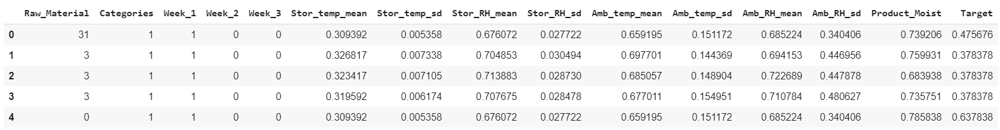 Raw_Material Categories Week_1 Week_2 Week_3 Stor_temp_mean Stor_temp_sd Stor_RH_mean Stor_RH_sd Amb_temp_mean Amb_temp_sd Amb_RH_mean Amb_RH_sd Product_Moist Target
0 31 1 1 0 0 0.309392 0.005358 0.676072 0.027722 0.659195 0.151172 0.685224 0.340406 0.739206 0.475676
1 3 1 1 0 0 0.326817 0.007338 0.704853 0.030494 0.697701 0.144369 0.694153 0.446956 0.759931 0.378378
2 3 1 1 0 0 0.323417 0.007105 0.713883 0.028730 0.685057 0.148904 0.722689 0.447878 0.683938 0.378378
3 3 1 1 0 0 0.319592 0.006174 0.707675 0.028478 0.677011 0.154951 0.710784 0.480627 0.735751 0.378378
4 0 1 1 0 0 0.309392 0.005358 0.676072 0.027722 0.659195 0.151172 0.685224 0.340406 0.785838 0.637838